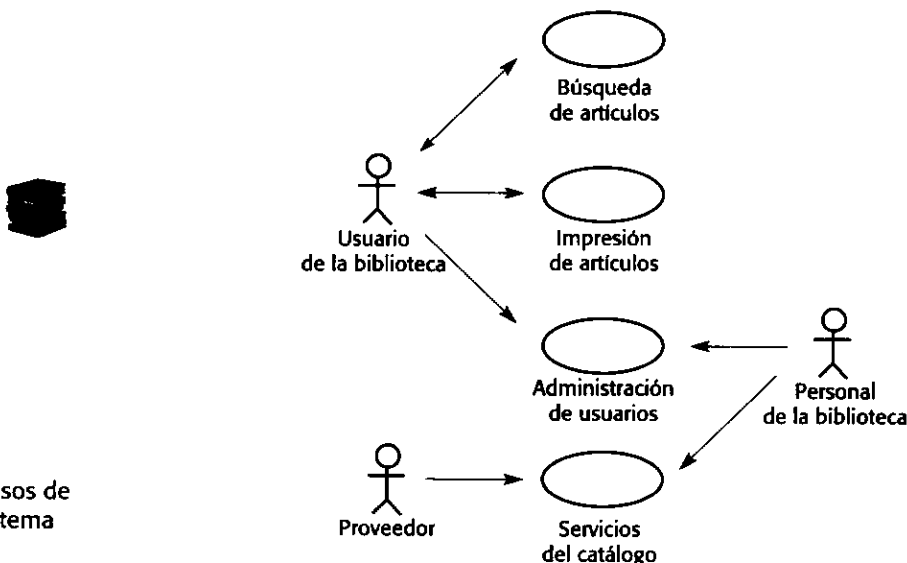 Búsqueda
de artículos
Usuario
de la biblioteca
Impresión
de artículos
Administración
de usuarios
Personal
de la biblioteca
sos de
tema
Proveedor
Servicios
del catálogo